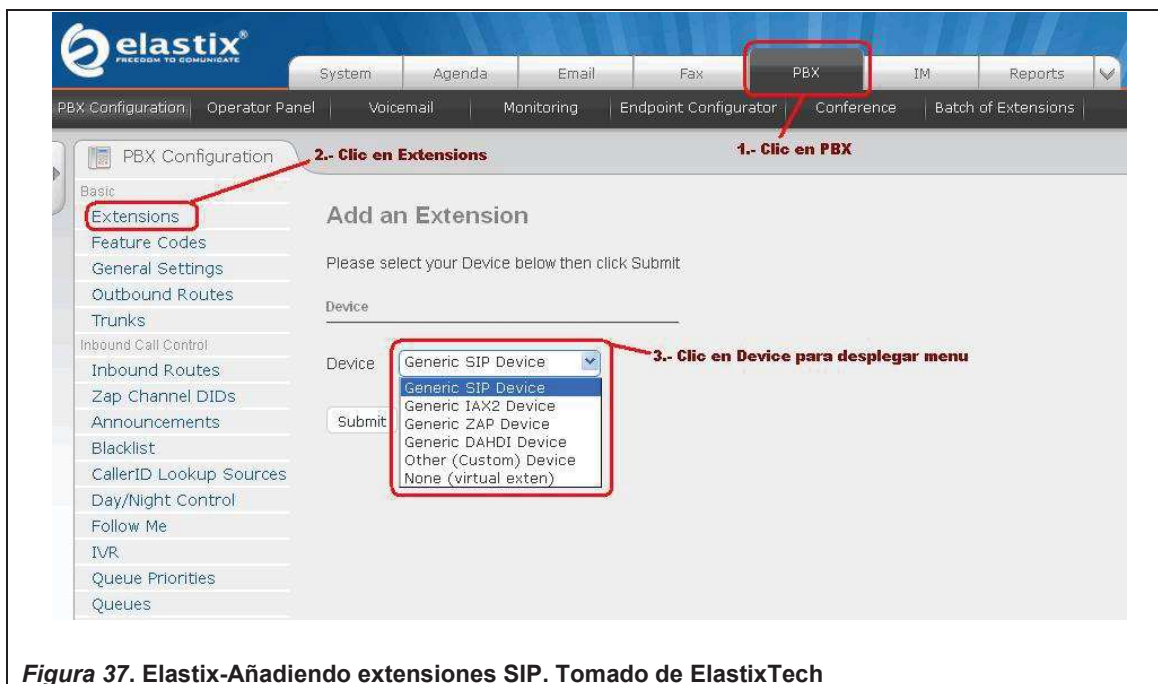 elastix®
FREEDOM TO COMUNICATE
System Agenda Email Fax PBX IM Reports
PBX Configuration Operator Panel Voicemail Monitoring Endpoint Configurator Conference Batch of Extensions
PBX Configuration
2.- Clic en Extensions
1.- Clic en PBX
Basic
Extensions
Feature Codes
General Settings
Outbound Routes
Trunks
Inbound Call Control
Inbound Routes
Zap Channel DIDs
Announcements
Blacklist
CallerID Lookup Sources
Day/Night Control
Follow Me
IVR
Queue Priorities
Queues
Add an Extension
Please select your Device below then click Submit
Device
Device Generic SIP Device
3.- Clic en Device para desplegar menu
Generic SIP Device
Generic IAX2 Device
Generic ZAP Device
Generic DAHDI Device
Other (Custom) Device
None (virtual exten)
Submit
Figura 37. Elastix-Añadiendo extensiones SIP. Tomado de ElastixTech